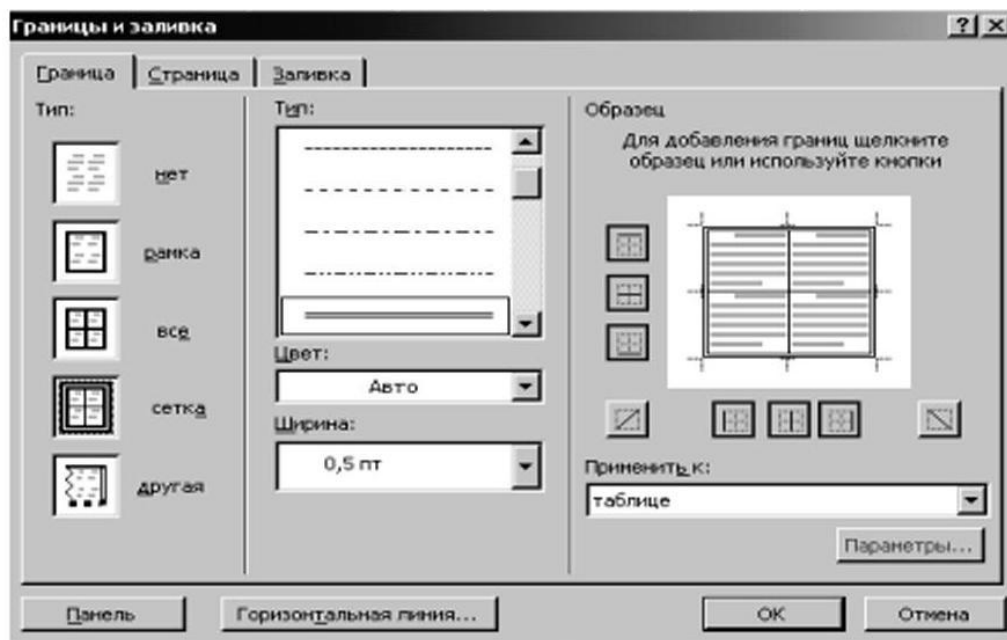 Границы и заливка
Граница
Страница
Заливка
Тип:
нет
рамка
все
сетка
другая
Тип:
Цвет:
Авто
Ширина:
0,5 пт
Образец
Для добавления границ щелкните
образец или используйте кнопки
Применить к:
таблице
Параметры...
Панель
Горизонтальная линия...
ОК
Отмена